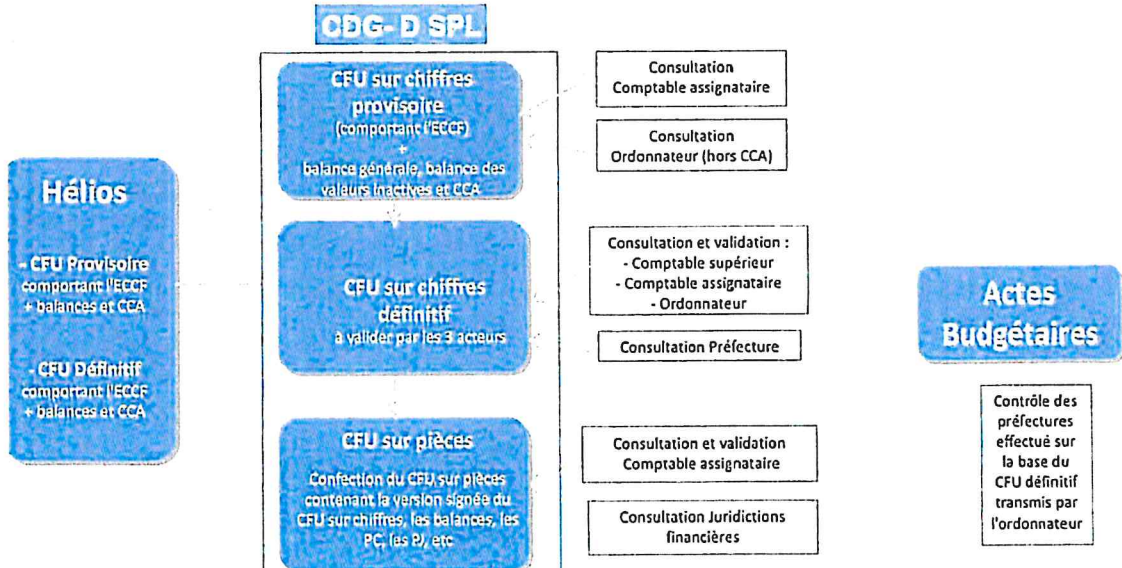 CDG- D SPL
Hélios
- CFU Provisoire
comportant l'ECCF
+ balances et CCA
- CFU Définitif
comportant l'ECCF
+ balances et CCA
CFU sur chiffres
provisoire
(comportant l'ECCF)
+
balance générale, balance des
valeurs inactives et CCA
CFU sur chiffres
définitif
à valider par les 3 acteurs
CFU sur pièces
Confection du CFU sur pièces
contenant la version signée du
CFU sur chiffres, les balances, les
PC, les PJ, etc
Consultation
Comptable assignataire
Consultation
Ordonnateur (hors CCA)
Consultation et validation :
- Comptable supérieur
- Comptable assignataire
- Ordonnateur
Consultation Préfecture
Consultation et validation
Comptable assignataire
Consultation Juridictions
financières
Actes
Budgétaires
Contrôle des
préfectures
effectué sur
la base du
CFU définitif
transmis par
l'ordonnateur